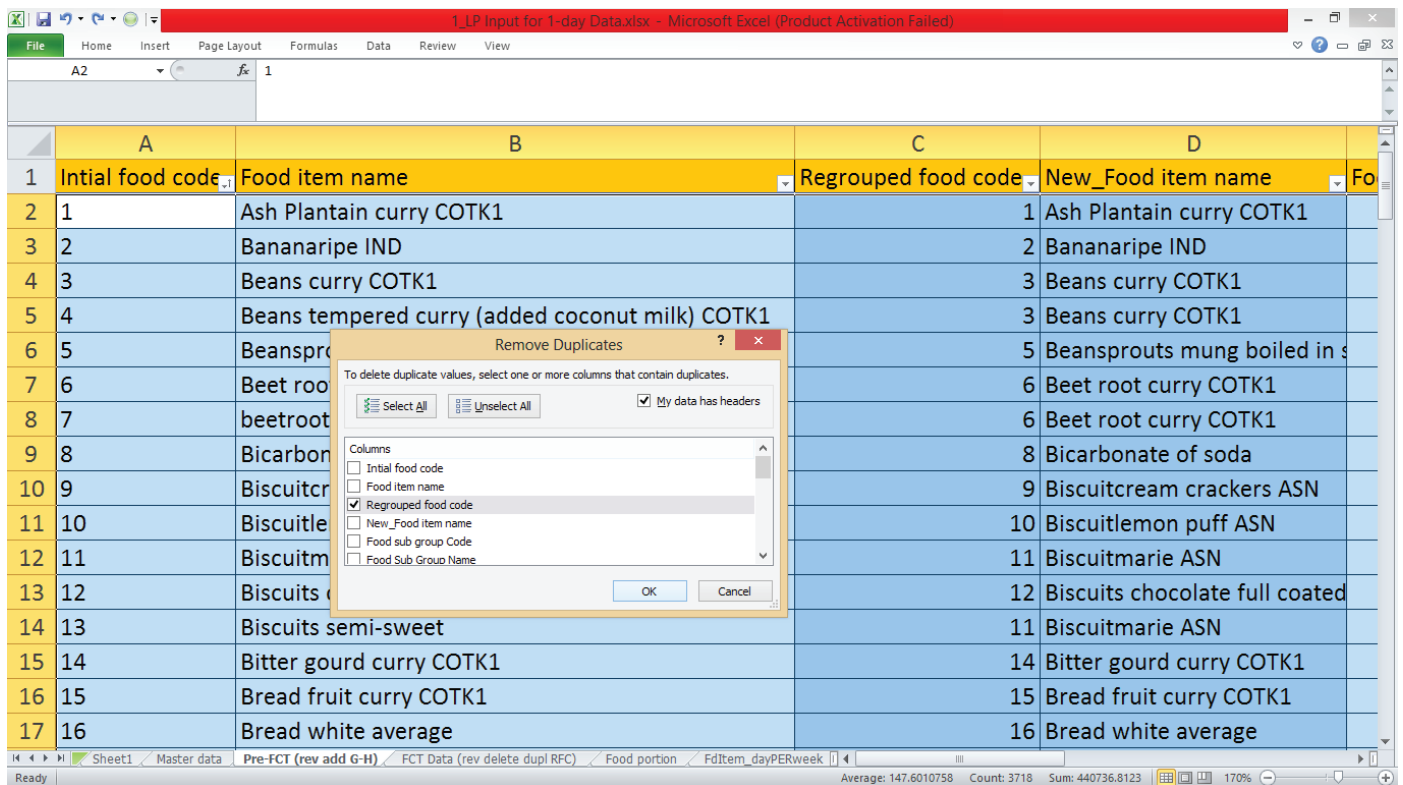 1_LP Input for 1-day Data.xlsx - Microsoft Excel (Product Activation Failed)
File Home Insert Page Layout Formulas Data Review View
A2 fx 1
A B C D
1 Intial food code Food item name Regrouped food code New_Food item name Fo
2 1 Ash Plantain curry COTK1 1 Ash Plantain curry COTK1
3 2 Bananaripe IND 2 Bananaripe IND
4 3 Beans curry COTK1 3 Beans curry COTK1
5 4 Beans tempered curry (added coconut milk) COTK1 3 Beans curry COTK1
6 5 Beanspro 5 Beansprouts mung boiled in s
7 6 Beet roo 6 Beet root curry COTK1
8 7 beetroot 6 Beet root curry COTK1
9 8 Bicarbon 8 Bicarbonate of soda
10 9 Biscuitcr 9 Biscuitcream crackers ASN
11 10 Biscuitle 10 Biscuitlemon puff ASN
12 11 Biscuitm 11 Biscuitmarie ASN
13 12 Biscuits 12 Biscuits chocolate full coated
14 13 Biscuits semi-sweet 11 Biscuitmarie ASN
15 14 Bitter gourd curry COTK1 14 Bitter gourd curry COTK1
16 15 Bread fruit curry COTK1 15 Bread fruit curry COTK1
17 16 Bread white average 16 Bread white average
Remove Duplicates ?
To delete duplicate values, select one or more columns that contain duplicates.
Select All Unselect All My data has headers
Columns
Intial food code
Food item name
Regrouped food code
New_Food item name
Food sub group Code
Food Sub Group Name
OK Cancel
Sheet1 Master data Pre-FCT (rev add G-H) FCT Data (rev delete dupl RFC) Food portion FdItem_dayPERweek
Ready Average: 147.6010758 Count: 3718 Sum: 440736.8123 170%